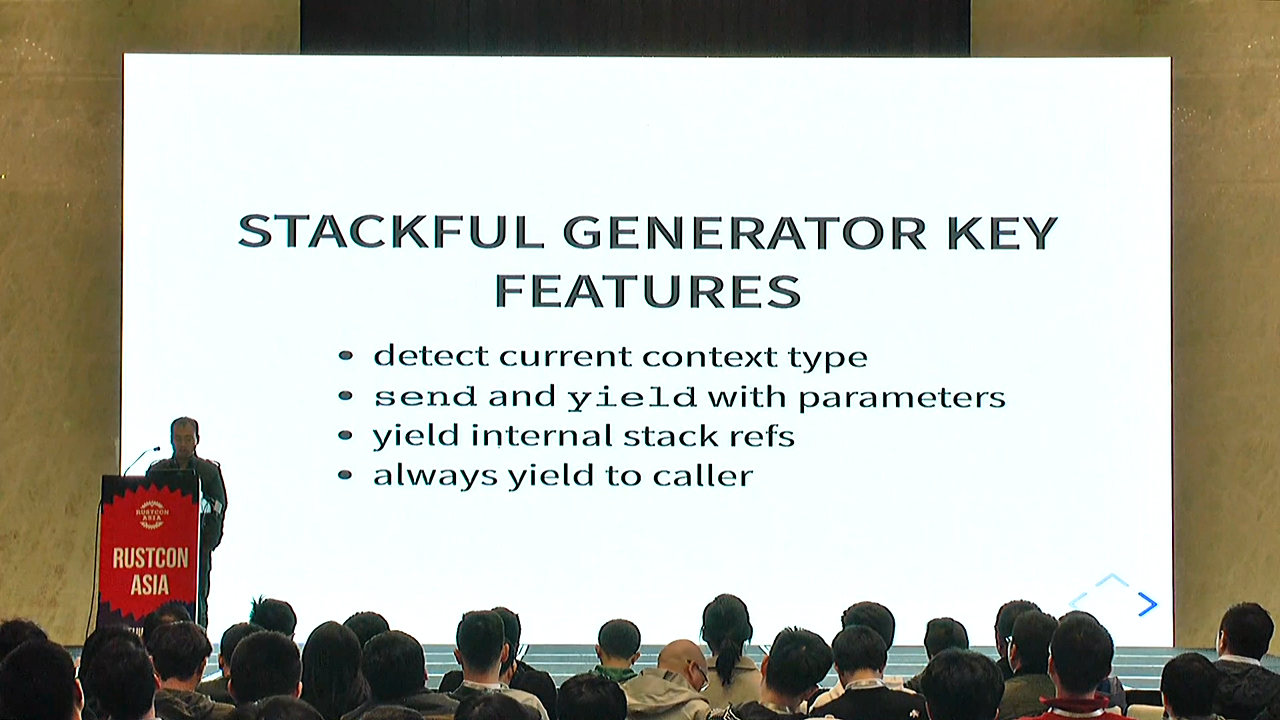 STACKFUL GENERATOR KEY
FEATURES
• detect current context type
• send and yield with parameters
• yield internal stack refs
• always yield to caller
RUSTCON
ASIA
RUSTCON
ASIA